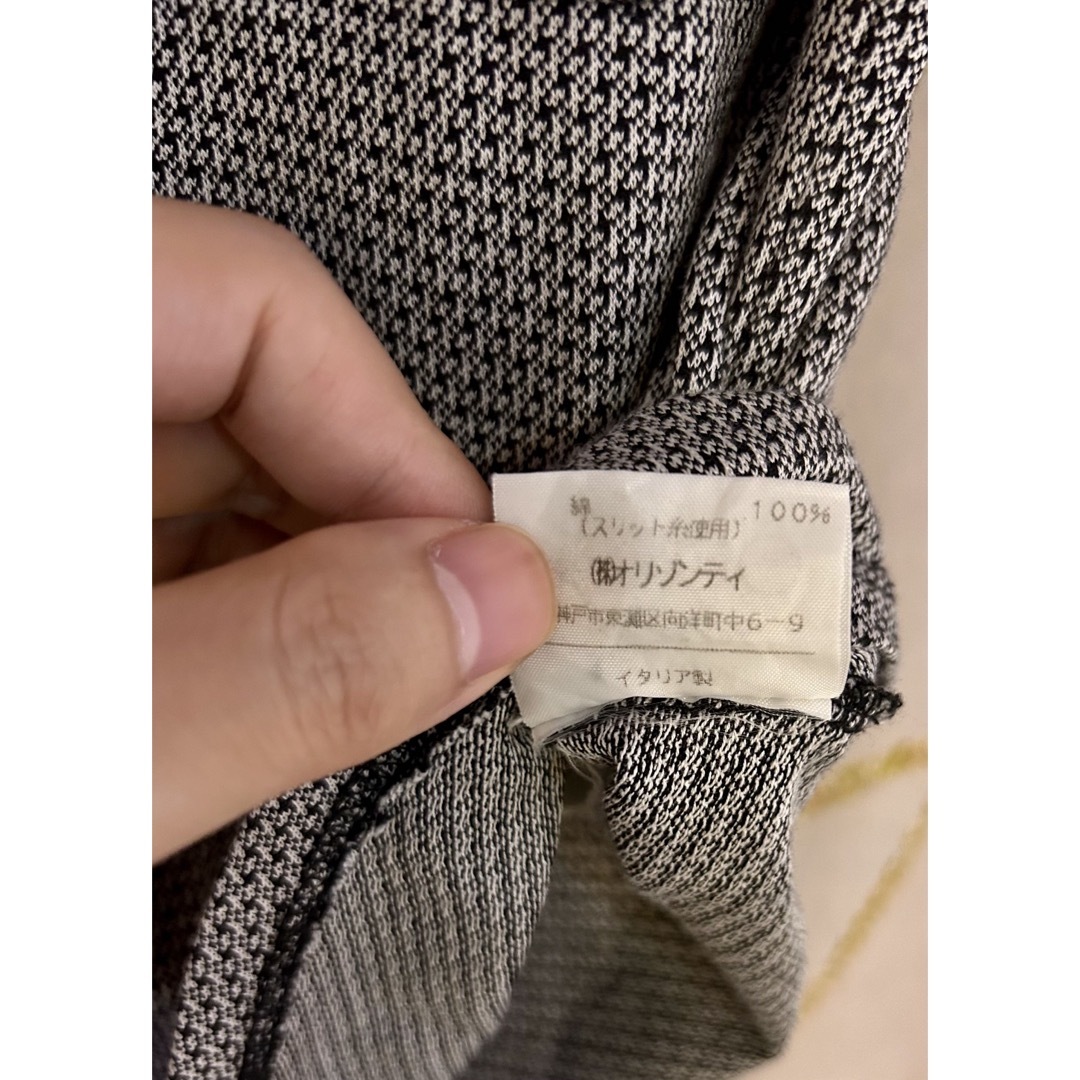 綿 100%
(スリット糸使用)
㈱オリゾンティ
神戸市東灘区向洋町中6-9
イタリア製